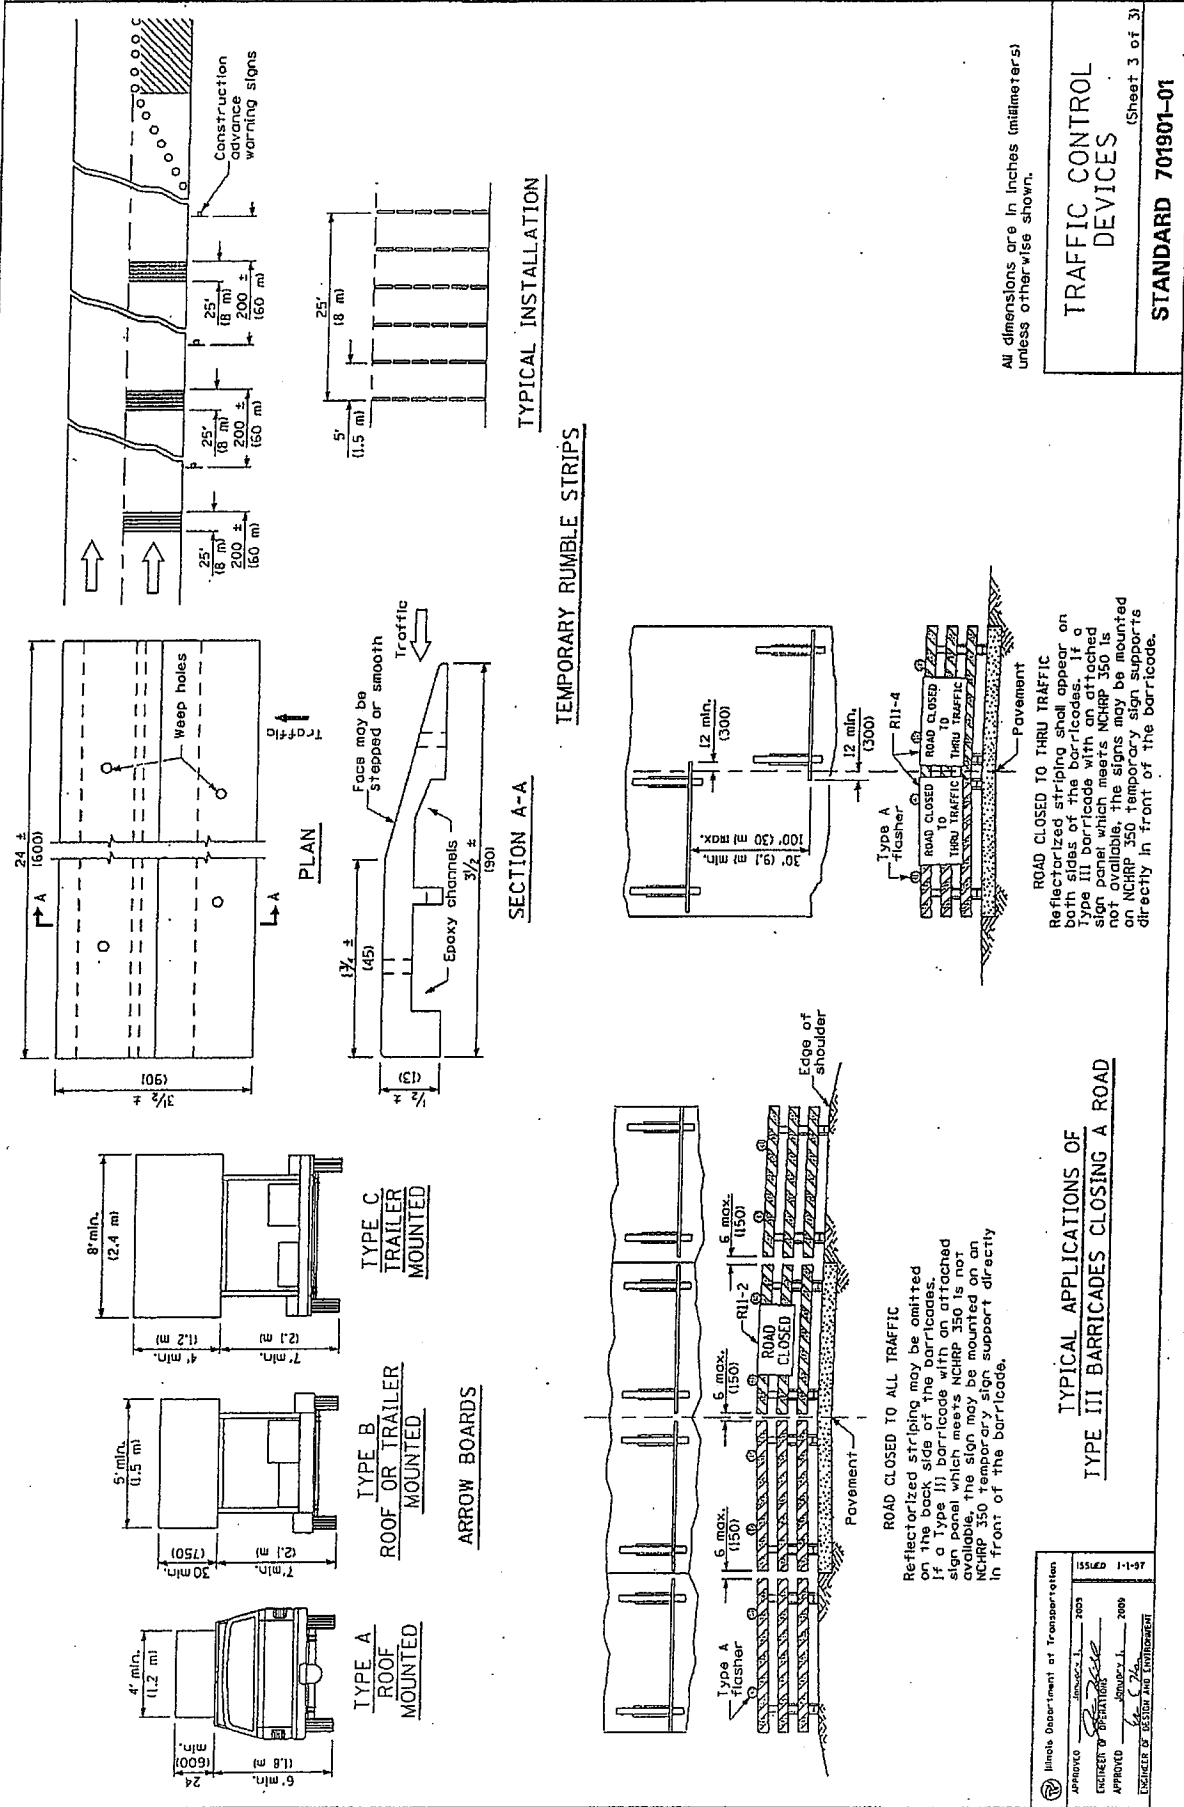 4' min.
(1.2 m)
24
(600)
min.
6' min.
(1.8 m)
TYPE A
ROOF
MOUNTED
5' min.
(1.5 m)
30 min.
(750)
7' min.
(2.1 m)
TYPE B
ROOF OR TRAILER
MOUNTED
8' min.
(2.4 m)
4' min.
(1.2 m)
7' min.
(2.1 m)
TYPE C
TRAILER
MOUNTED
ARROW BOARDS
24 ±
(600)
3 1/2 ±
(90)
A
A
Weep holes
Traffic
PLAN
1 3/4 ±
(45)
Face may be
stepped or smooth
Traffic
1/2 ±
(13)
Epoxy channels
3 1/2 ±
(90)
SECTION A-A
25'
(8 m)
200 ±
(60 m)
25'
(8 m)
200 ±
(60 m)
25'
(8 m)
200 ±
(60 m)
Construction
advance
warning signs
5'
(1.5 m)
25'
(8 m)
TYPICAL INSTALLATION
TEMPORARY RUMBLE STRIPS
Type A
flasher
6 max.
(150)
6 max.
(150)
R11-2
6 max.
(150)
Edge of
shoulder
ROAD
CLOSED
Pavement
ROAD CLOSED TO ALL TRAFFIC
Reflectorized striping may be omitted
on the back side of the barricades.
If a Type III barricade with an attached
sign panel which meets NCHRP 350 is not
available, the sign may be mounted on an
NCHRP 350 temporary sign support directly
in front of the barricade.
30' (9.1 m) min.
100' (30 m) max.
12 min.
(300)
12 min.
(300)
Type A
flasher
R11-4
ROAD CLOSED
TO
THRU TRAFFIC
ROAD CLOSED
TO
THRU TRAFFIC
Pavement
ROAD CLOSED TO THRU TRAFFIC
Reflectorized striping shall appear on
both sides of the barricades. If a
Type III barricade with an attached
sign panel which meets NCHRP 350 is
not available, the signs may be mounted
on NCHRP 350 temporary sign supports
directly in front of the barricade.
TYPICAL APPLICATIONS OF
TYPE III BARRICADES CLOSING A ROAD
All dimensions are in inches (millimeters)
unless otherwise shown.
Illinois Department of Transportation
APPROVED January 1, 2009
ENGINEER OF OPERATIONS
APPROVED January 1, 2009
ENGINEER OF DESIGN AND ENVIRONMENT
ISSUED 1-1-97
TRAFFIC CONTROL
DEVICES
(Sheet 3 of 3)
STANDARD 701901-01